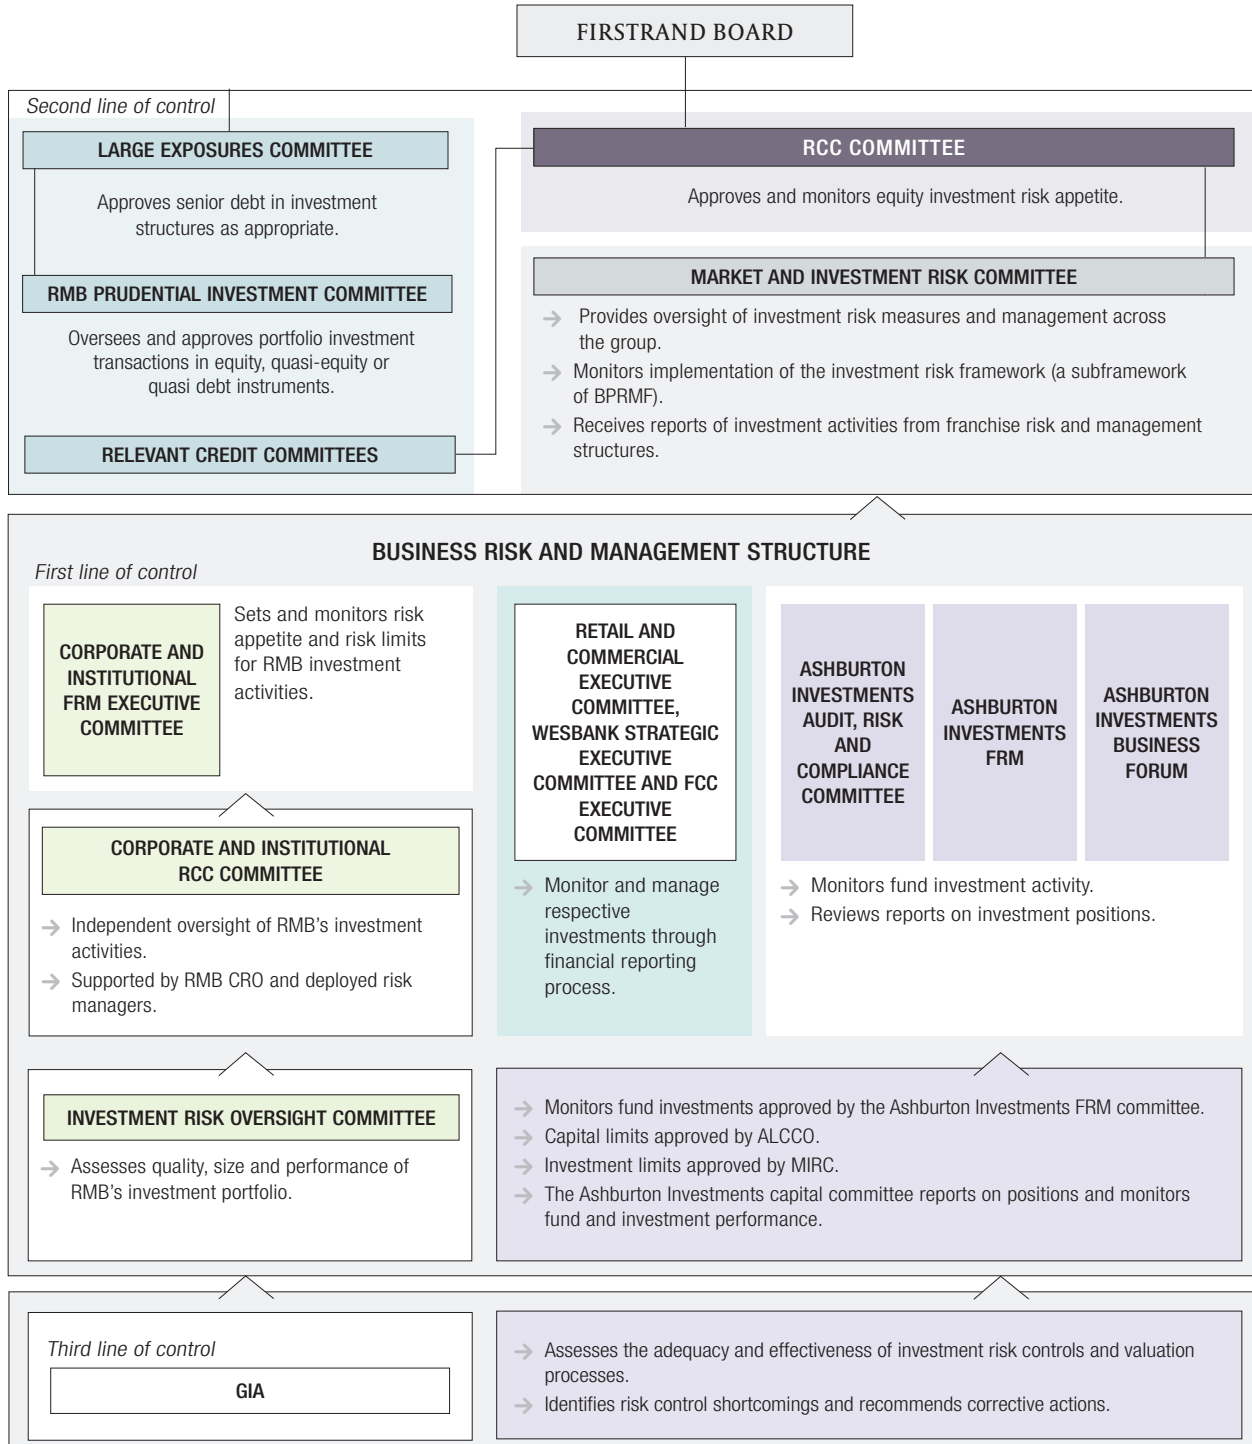 FIRSTRAND BOARD
Second line of control
LARGE EXPOSURES COMMITTEE
Approves senior debt in investment
structures as appropriate.
RMB PRUDENTIAL INVESTMENT COMMITTEE
Oversees and approves portfolio investment
transactions in equity, quasi-equity or
quasi debt instruments.
RELEVANT CREDIT COMMITTEES
RCC COMMITTEE
Approves and monitors equity investment risk appetite.
MARKET AND INVESTMENT RISK COMMITTEE
→ Provides oversight of investment risk measures and management across
the group.
→ Monitors implementation of the investment risk framework (a subframework
of BPRMF).
→ Receives reports of investment activities from franchise risk and management
structures.
BUSINESS RISK AND MANAGEMENT STRUCTURE
First line of control
CORPORATE AND
INSTITUTIONAL
FRM EXECUTIVE
COMMITTEE
Sets and monitors risk
appetite and risk limits
for RMB investment
activities.
CORPORATE AND INSTITUTIONAL
RCC COMMITTEE
→ Independent oversight of RMB's investment
activities.
→ Supported by RMB CRO and deployed risk
managers.
INVESTMENT RISK OVERSIGHT COMMITTEE
→ Assesses quality, size and performance of
RMB's investment portfolio.
RETAIL AND
COMMERCIAL
EXECUTIVE
COMMITTEE,
WESBANK STRATEGIC
EXECUTIVE
COMMITTEE AND FCC
EXECUTIVE
COMMITTEE
→ Monitor and manage
respective
investments through
financial reporting
process.
ASHBURTON
INVESTMENTS
AUDIT, RISK
AND
COMPLIANCE
COMMITTEE
ASHBURTON
INVESTMENTS
FRM
ASHBURTON
INVESTMENTS
BUSINESS
FORUM
→ Monitors fund investment activity.
→ Reviews reports on investment positions.
→ Monitors fund investments approved by the Ashburton Investments FRM committee.
→ Capital limits approved by ALCCO.
→ Investment limits approved by MIRC.
→ The Ashburton Investments capital committee reports on positions and monitors
fund and investment performance.
Third line of control
GIA
→ Assesses the adequacy and effectiveness of investment risk controls and valuation
processes.
→ Identifies risk control shortcomings and recommends corrective actions.